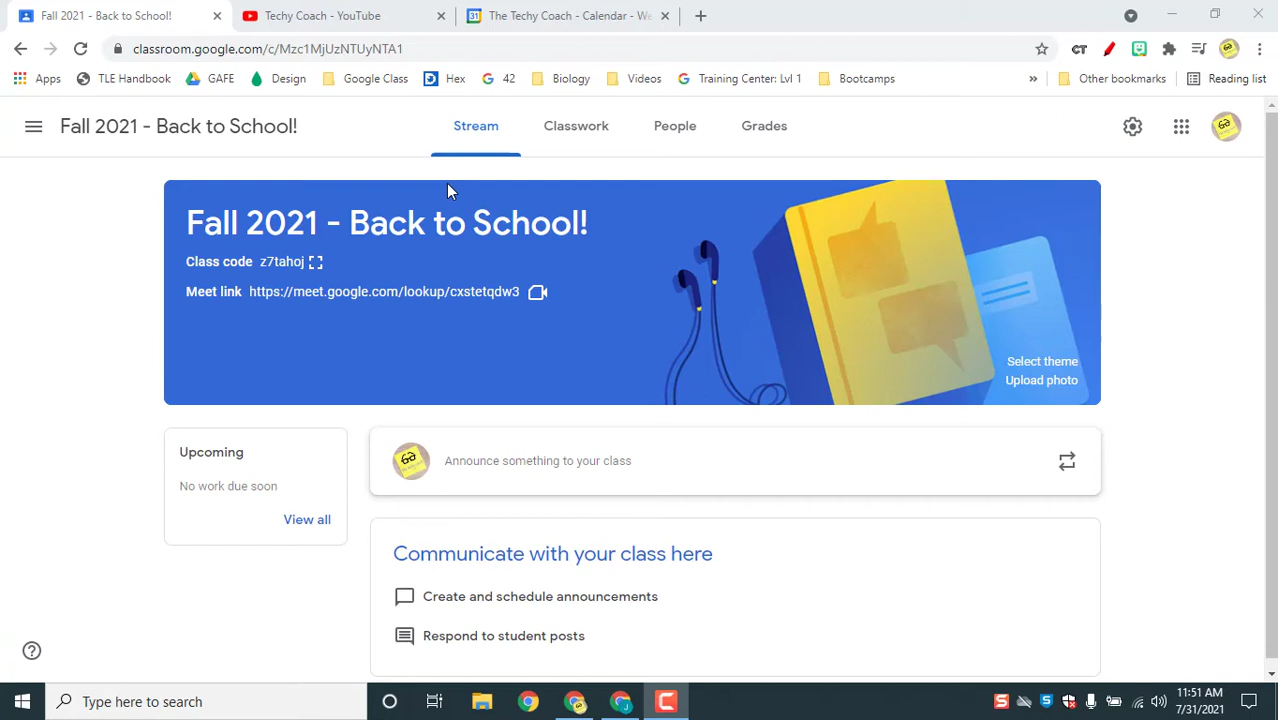 Fall 2021 - Back to School!
Techy Coach - YouTube
The Techy Coach - Calendar - We
classroom.google.com/c/Mzc1MjUzNTUyNTA1
CT
Apps
TLE Handbook
GAFE
Design
Google Class
Hex
42
Biology
Videos
Training Center: Lvl 1
Bootcamps
»
Other bookmarks
Reading list
Fall 2021 - Back to School!
Stream
Classwork
People
Grades
Fall 2021 - Back to School!
Class code z7tahoj
Meet link https://meet.google.com/lookup/cxstetqdw3
Select theme
Upload photo
Upcoming
No work due soon
View all
Announce something to your class
Communicate with your class here
Create and schedule announcements
Respond to student posts
Type here to search
11:51 AM
7/31/2021